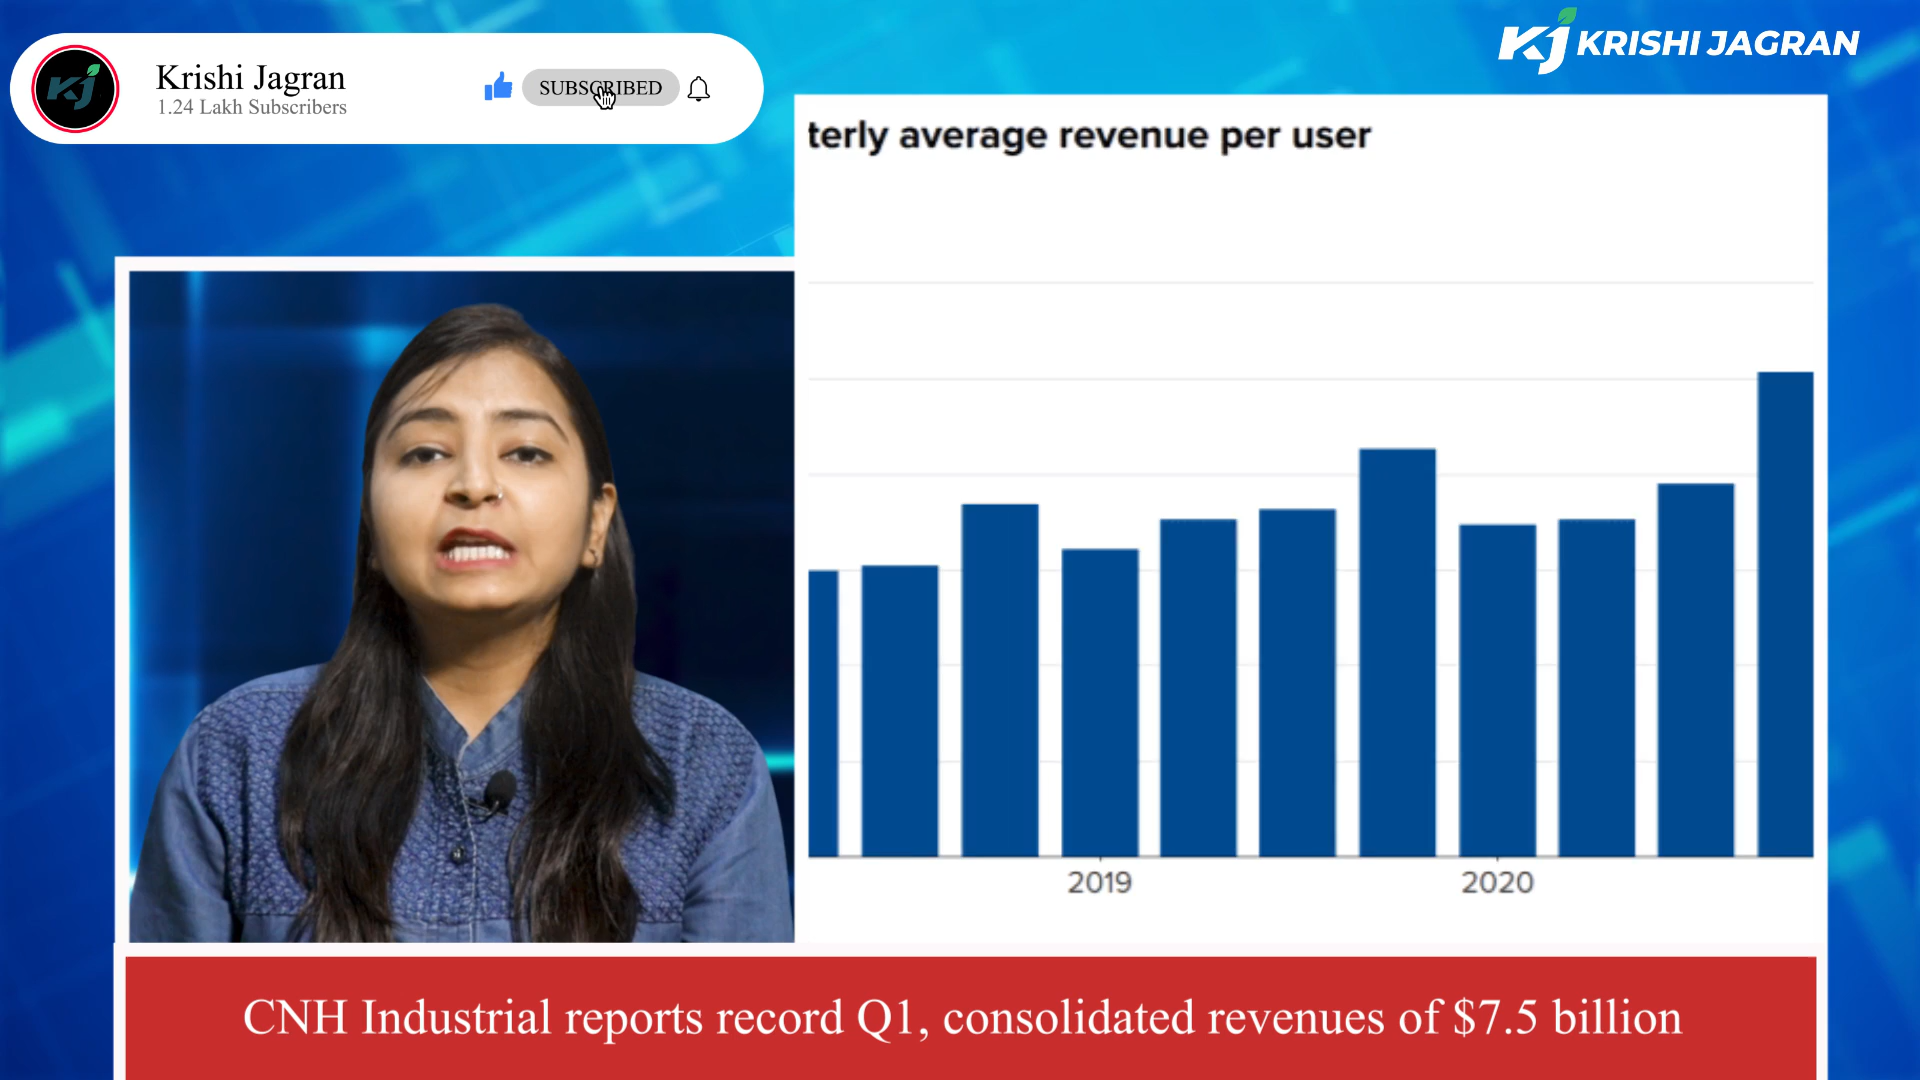 Krishi Jagran
1.24 Lakh Subscribers
SUBSCRIBED
KJ KRISHI JAGRAN
KJ
terly average revenue per user
2019
2020
CNH Industrial reports record Q1, consolidated revenues of $7.5 billion